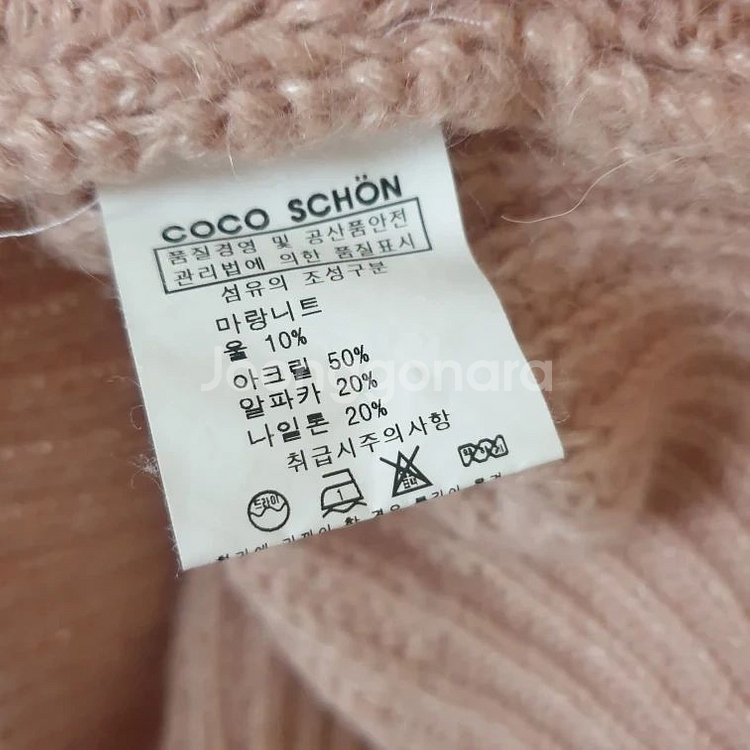 COCO SCHÖN
품질경영 및 공산품안전
관리법에 의한 품질표시
섬유의 조성구분
마랑니트
울 10%
아크릴 50%
알파카 20%
나일론 20%
취급시주의사항
드라이
1
Joonggonara